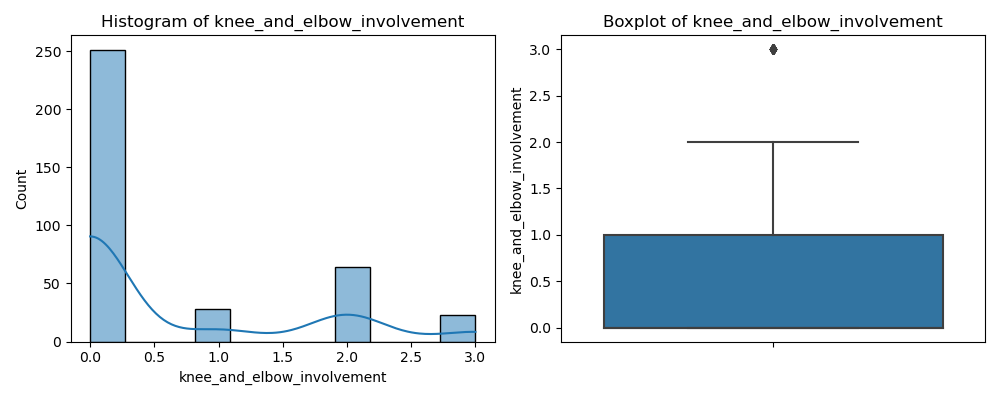 Histogram of knee_and_elbow_involvement
Count
250
200
150
100
50
0
0.0 0.5 1.0 1.5 2.0 2.5 3.0
knee_and_elbow_involvement
Boxplot of knee_and_elbow_involvement
knee_and_elbow_involvement
3.0
2.5
2.0
1.5
1.0
0.5
0.0